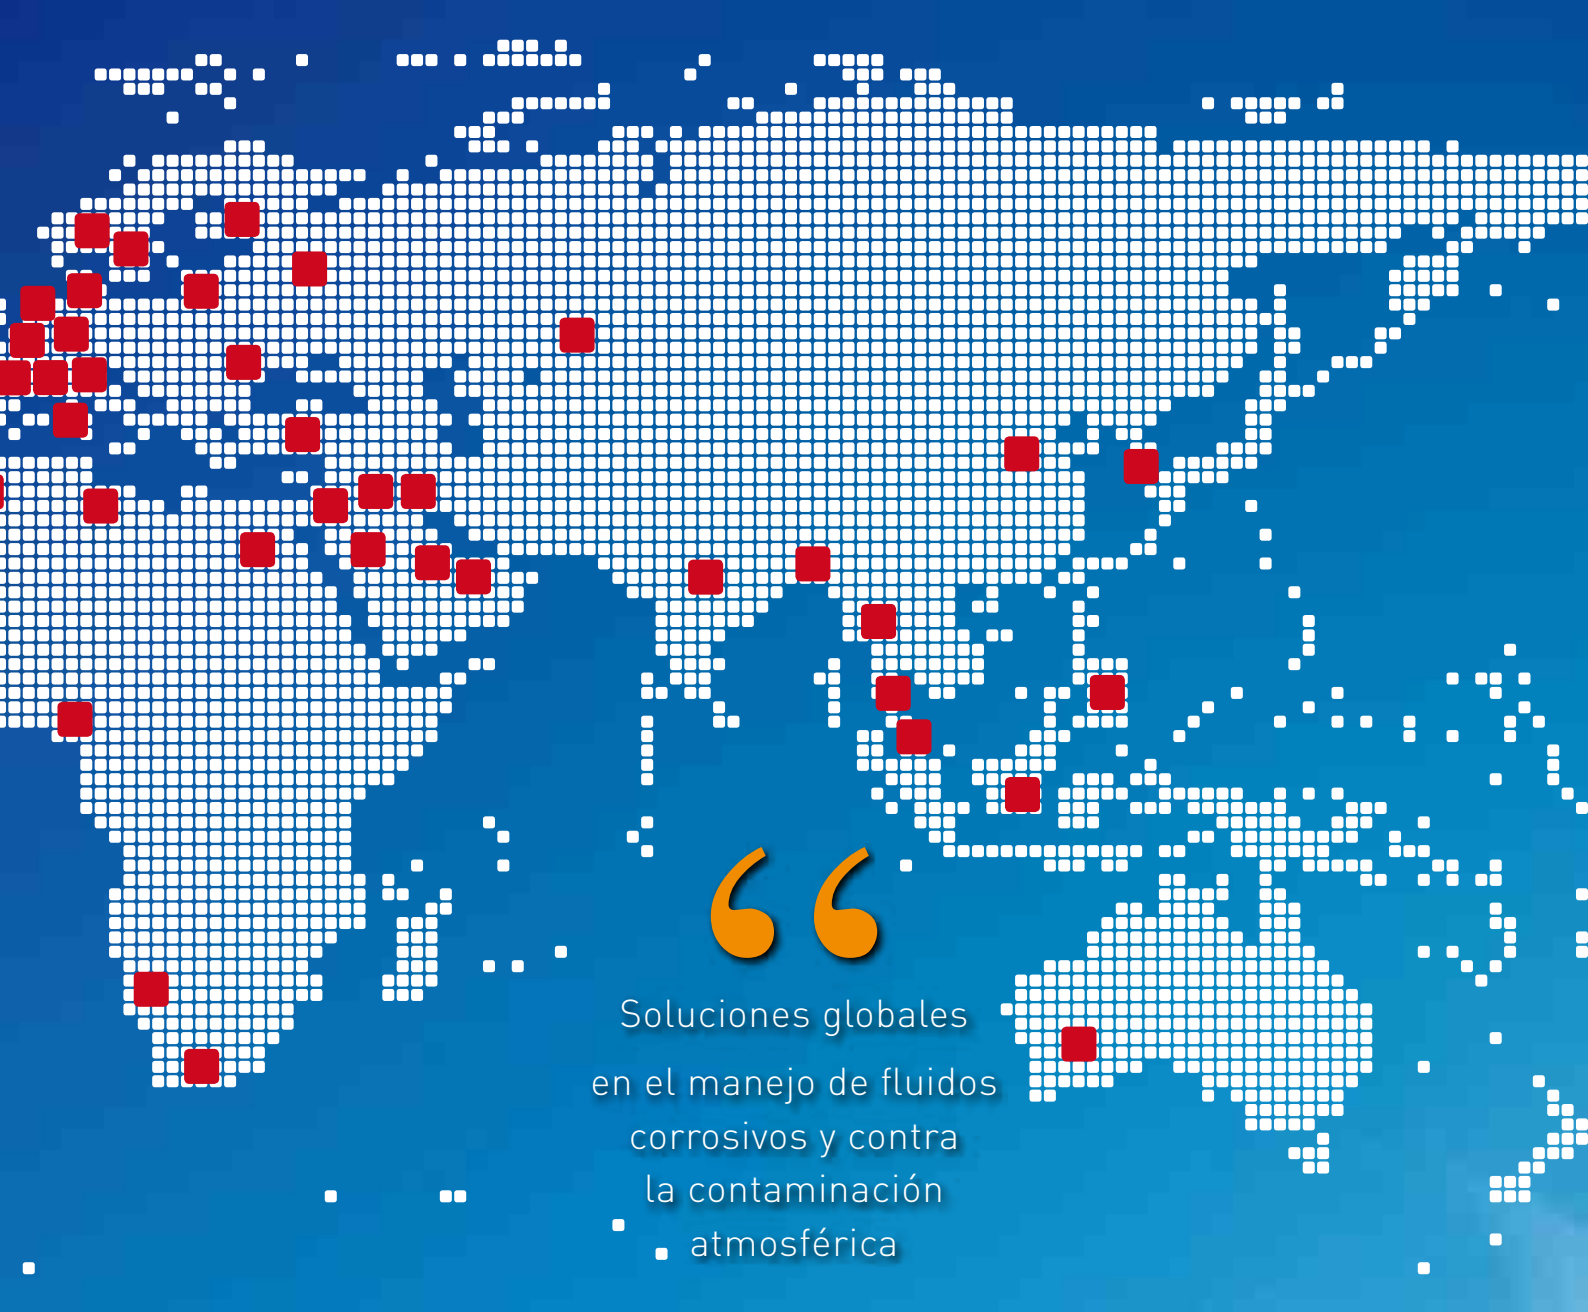 “
Soluciones globales
en el manejo de fluidos
corrosivos y contra
la contaminación
atmosférica